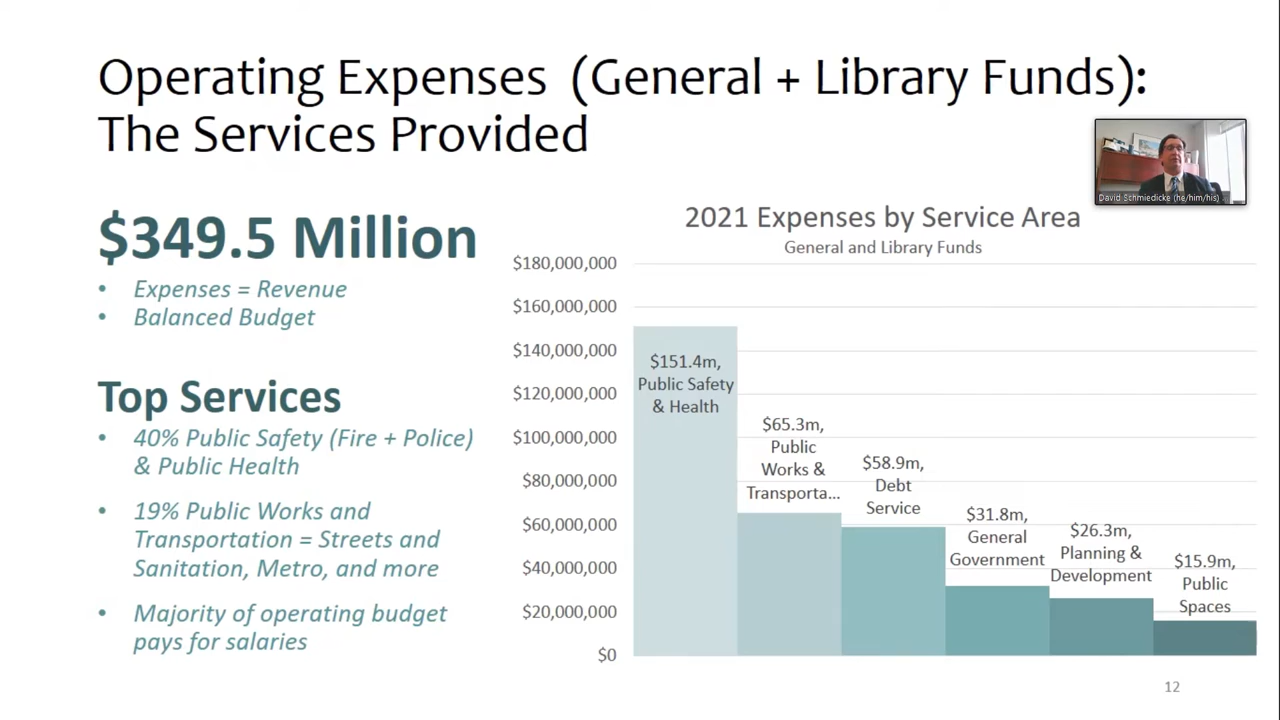 Operating Expenses (General + Library Funds):
The Services Provided
David Schmiedicke (he/him/his)
$349.5 Million
• Expenses = Revenue
• Balanced Budget
Top Services
• 40% Public Safety (Fire + Police)
& Public Health
• 19% Public Works and
Transportation = Streets and
Sanitation, Metro, and more
• Majority of operating budget
pays for salaries
2021 Expenses by Service Area
General and Library Funds
$180,000,000
$160,000,000
$140,000,000
$120,000,000
$100,000,000
$80,000,000
$60,000,000
$40,000,000
$20,000,000
$0
$151.4m,
Public Safety
& Health
$65.3m,
Public
Works &
Transporta...
$58.9m,
Debt
Service
$31.8m,
General
Government
$26.3m,
Planning &
Development
$15.9m,
Public
Spaces
12